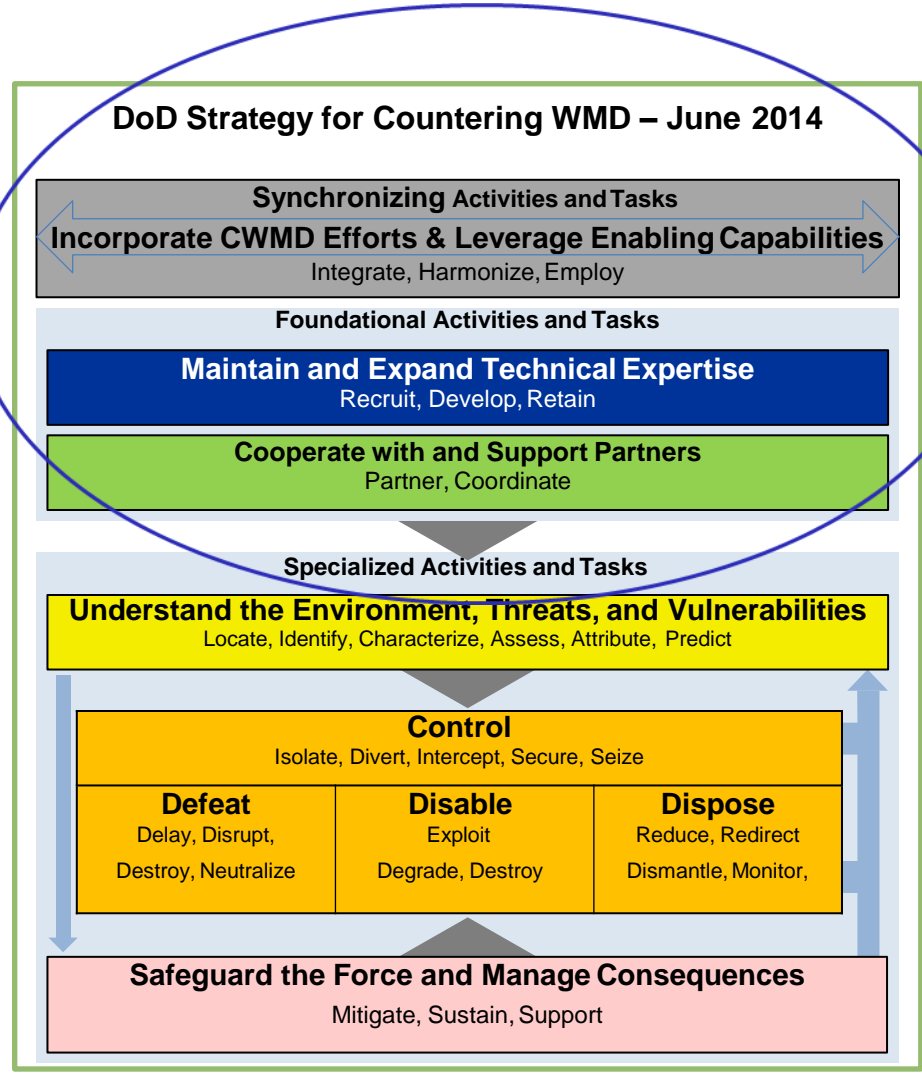 DoD Strategy for Countering WMD – June 2014
Synchronizing Activities and Tasks
Incorporate CWMD Efforts & Leverage Enabling Capabilities
Integrate, Harmonize, Employ
Foundational Activities and Tasks
Maintain and Expand Technical Expertise
Recruit, Develop, Retain
Cooperate with and Support Partners
Partner, Coordinate
Specialized Activities and Tasks
Understand the Environment, Threats, and Vulnerabilities
Locate, Identify, Characterize, Assess, Attribute, Predict
Control
Isolate, Divert, Intercept, Secure, Seize
Defeat
Delay, Disrupt,
Destroy, Neutralize
Disable
Exploit
Degrade, Destroy
Dispose
Reduce, Redirect
Dismantle, Monitor,
Safeguard the Force and Manage Consequences
Mitigate, Sustain, Support